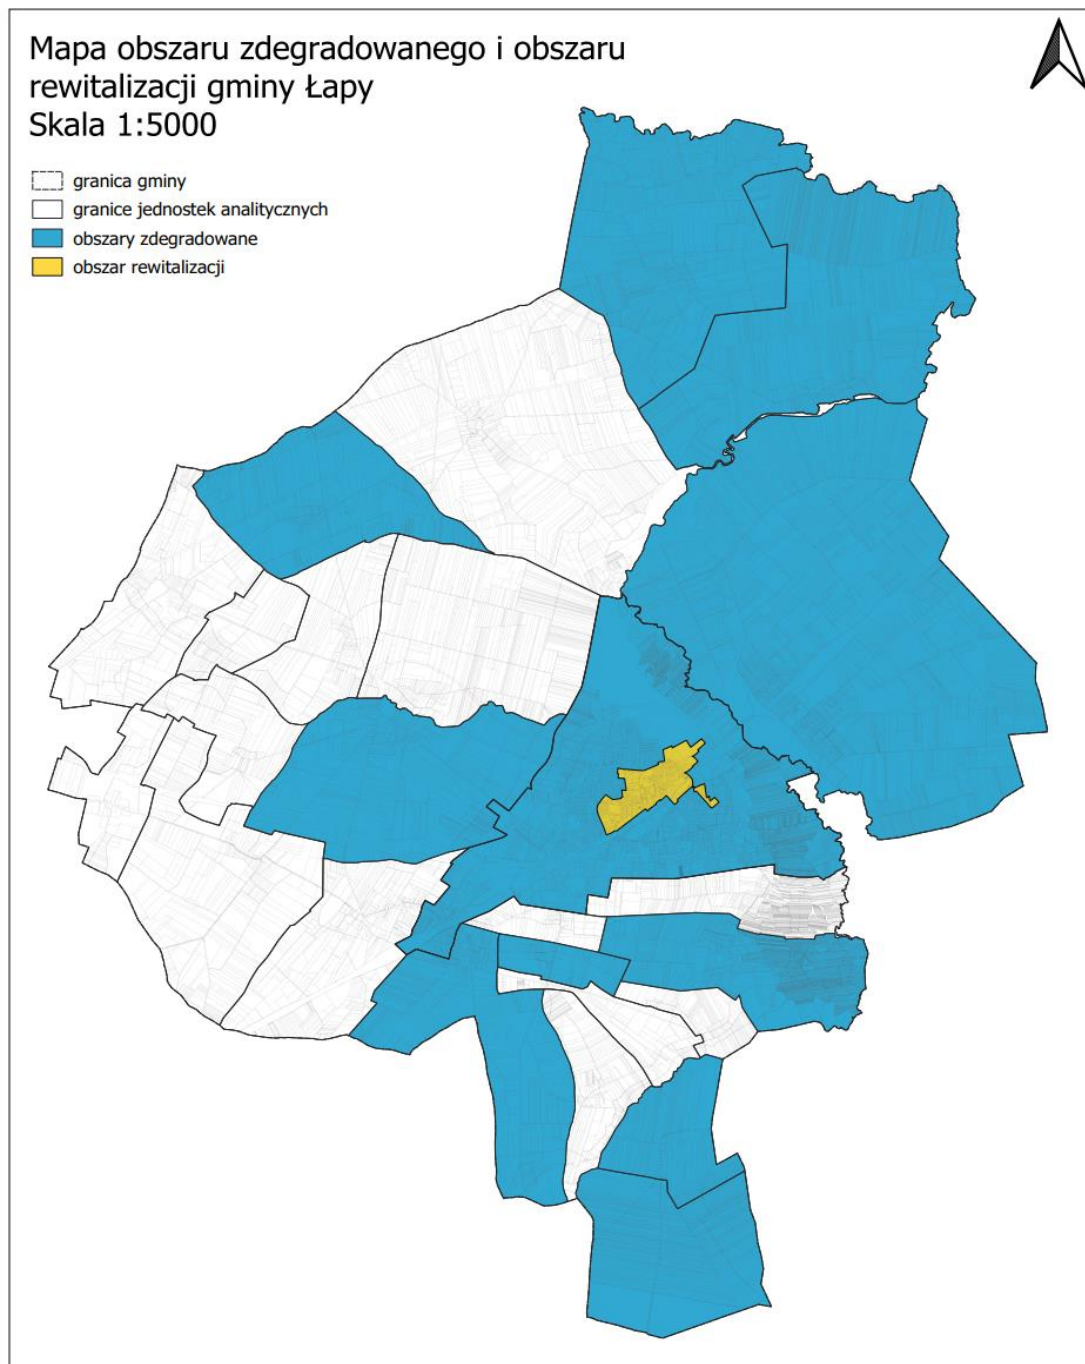 Mapa obszaru zdegradowanego i obszaru
rewitalizacji gminy Łapy
Skala 1:5000
granica gminy
granice jednostek analitycznych
obszary zdegradowane
obszar rewitalizacji